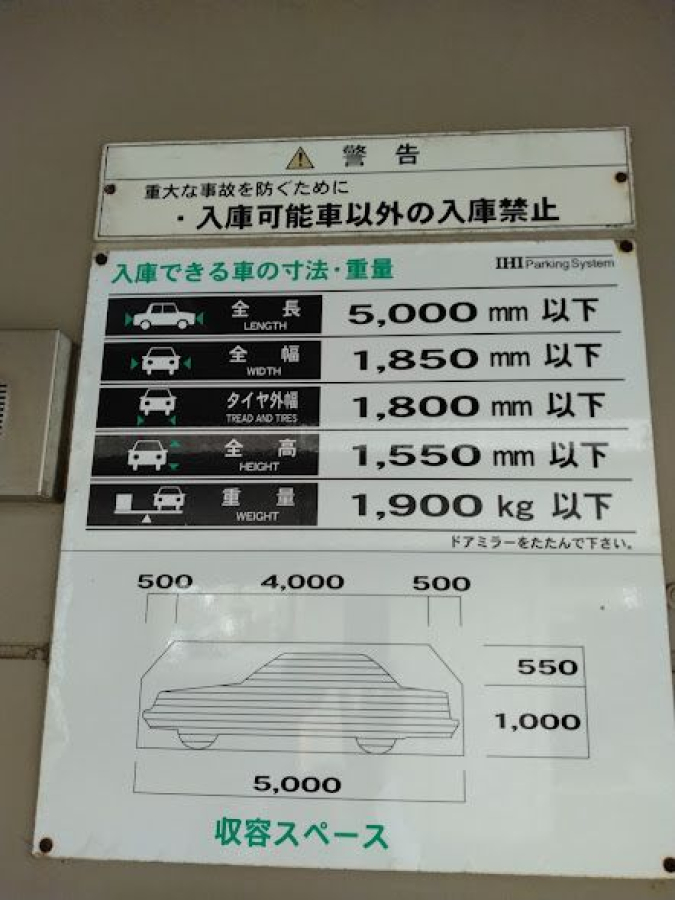 警告
重大な事故を防ぐために
・入庫可能車以外の入庫禁止
入庫できる車の寸法・重量
IHI Parking System
全長 LENGTH 5,000 mm 以下
全幅 WIDTH 1,850 mm 以下
タイヤ外幅 TREAD AND TIRES 1,800 mm 以下
全高 HEIGHT 1,550 mm 以下
重量 WEIGHT 1,900 kg 以下
ドアミラーをたたんで下さい。
500 4,000 500
550
1,000
5,000
収容スペース